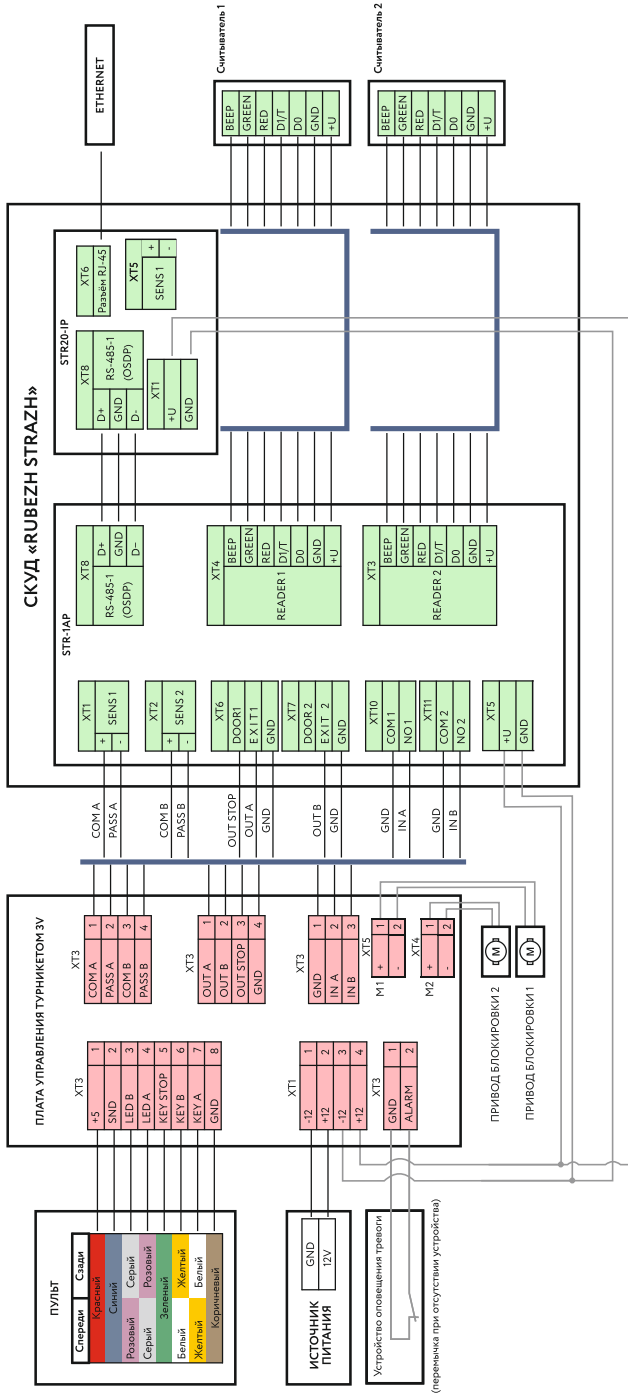 ПУЛЬТ
Спереди Сзади
Красный
Синий
Розовый Серый
Серый Розовый
Зеленый
Белый Желтый
Желтый Белый
Коричневый
ИСТОЧНИК
ПИТАНИЯ
GND
12V
Устройство оповещения тревоги
(перемычка при отсутствии устройства)
ПЛАТА УПРАВЛЕНИЯ ТУРНИКЕТОМ 3V
XT3
+5 1
SND 2
LED B 3
LED A 4
KEY STOP 5
KEY B 6
KEY A 7
GND 8
XT1
-12 1
+12 2
-12 3
+12 4
XT3
GND 1
ALARM 2
XT3
COM A 1
PASS A 2
COM B 3
PASS B 4
XT3
OUT A 1
OUT B 2
OUT STOP 3
GND 4
XT3
GND 1
IN A 2
IN B 3
XT5
M1 + 1
- 2
XT4
M2 + 1
- 2
M
ПРИВОД БЛОКИРОВКИ 2
M
ПРИВОД БЛОКИРОВКИ 1
COM A
PASS A
COM B
PASS B
OUT STOP
OUT A
GND
OUT B
GND
GND
IN A
GND
IN B
СКУД «RUBEZH STRAZH»
STR-1AP
XT1
+
-
SENS 1
XT2
+
-
SENS 2
XT6
DOOR1
EXIT1
GND
XT7
DOOR 2
EXIT 2
GND
XT10
COM 1
NO 1
XT11
COM 2
NO 2
XT5
+U
GND
XT8
RS-485-1
(OSDP)
D+
GND
D-
XT4
READER 1
BEEP
GREEN
RED
D1/T
D0
GND
+U
XT3
READER 2
BEEP
GREEN
RED
D1/T
D0
GND
+U
STR20-IP
XT8
D+
GND
D-
RS-485-1
(OSDP)
XT6
Разъём RJ-45
XT5
SENS 1
+
-
XT1
+U
GND
ETHERNET
Считыватель 1
BEEP
GREEN
RED
D1/T
D0
GND
+U
Считыватель 2
BEEP
GREEN
RED
D1/T
D0
GND
+U